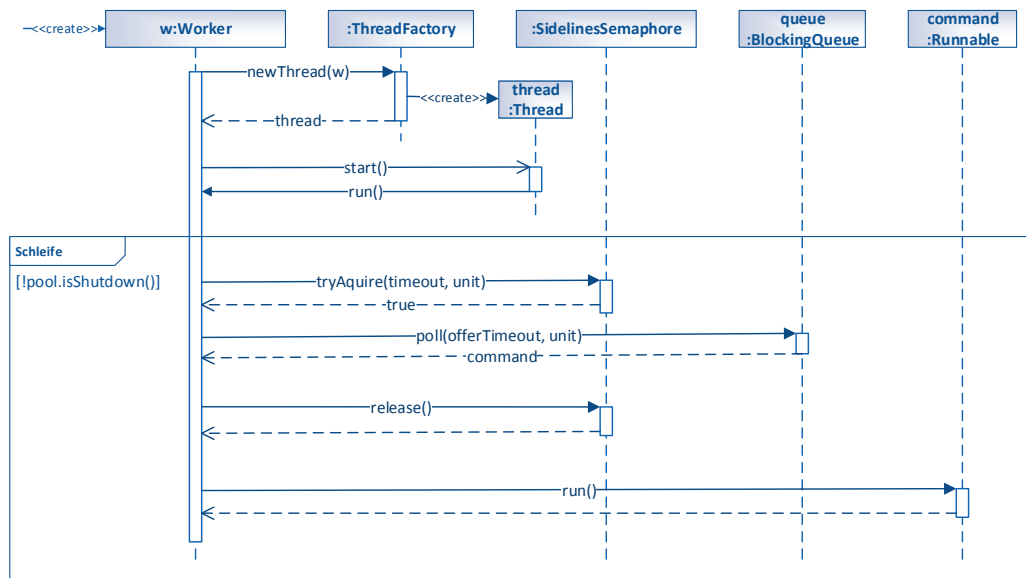 <<create>>
w:Worker
:ThreadFactory
:SidelinesSemaphore
queue
:BlockingQueue
command
:Runnable
newThread(w)
<<create>>
thread
:Thread
thread
start()
run()
Schleife
[!pool.isShutdown()]
tryAquire(timeout, unit)
true
poll(offerTimeout, unit)
command
release()
run()